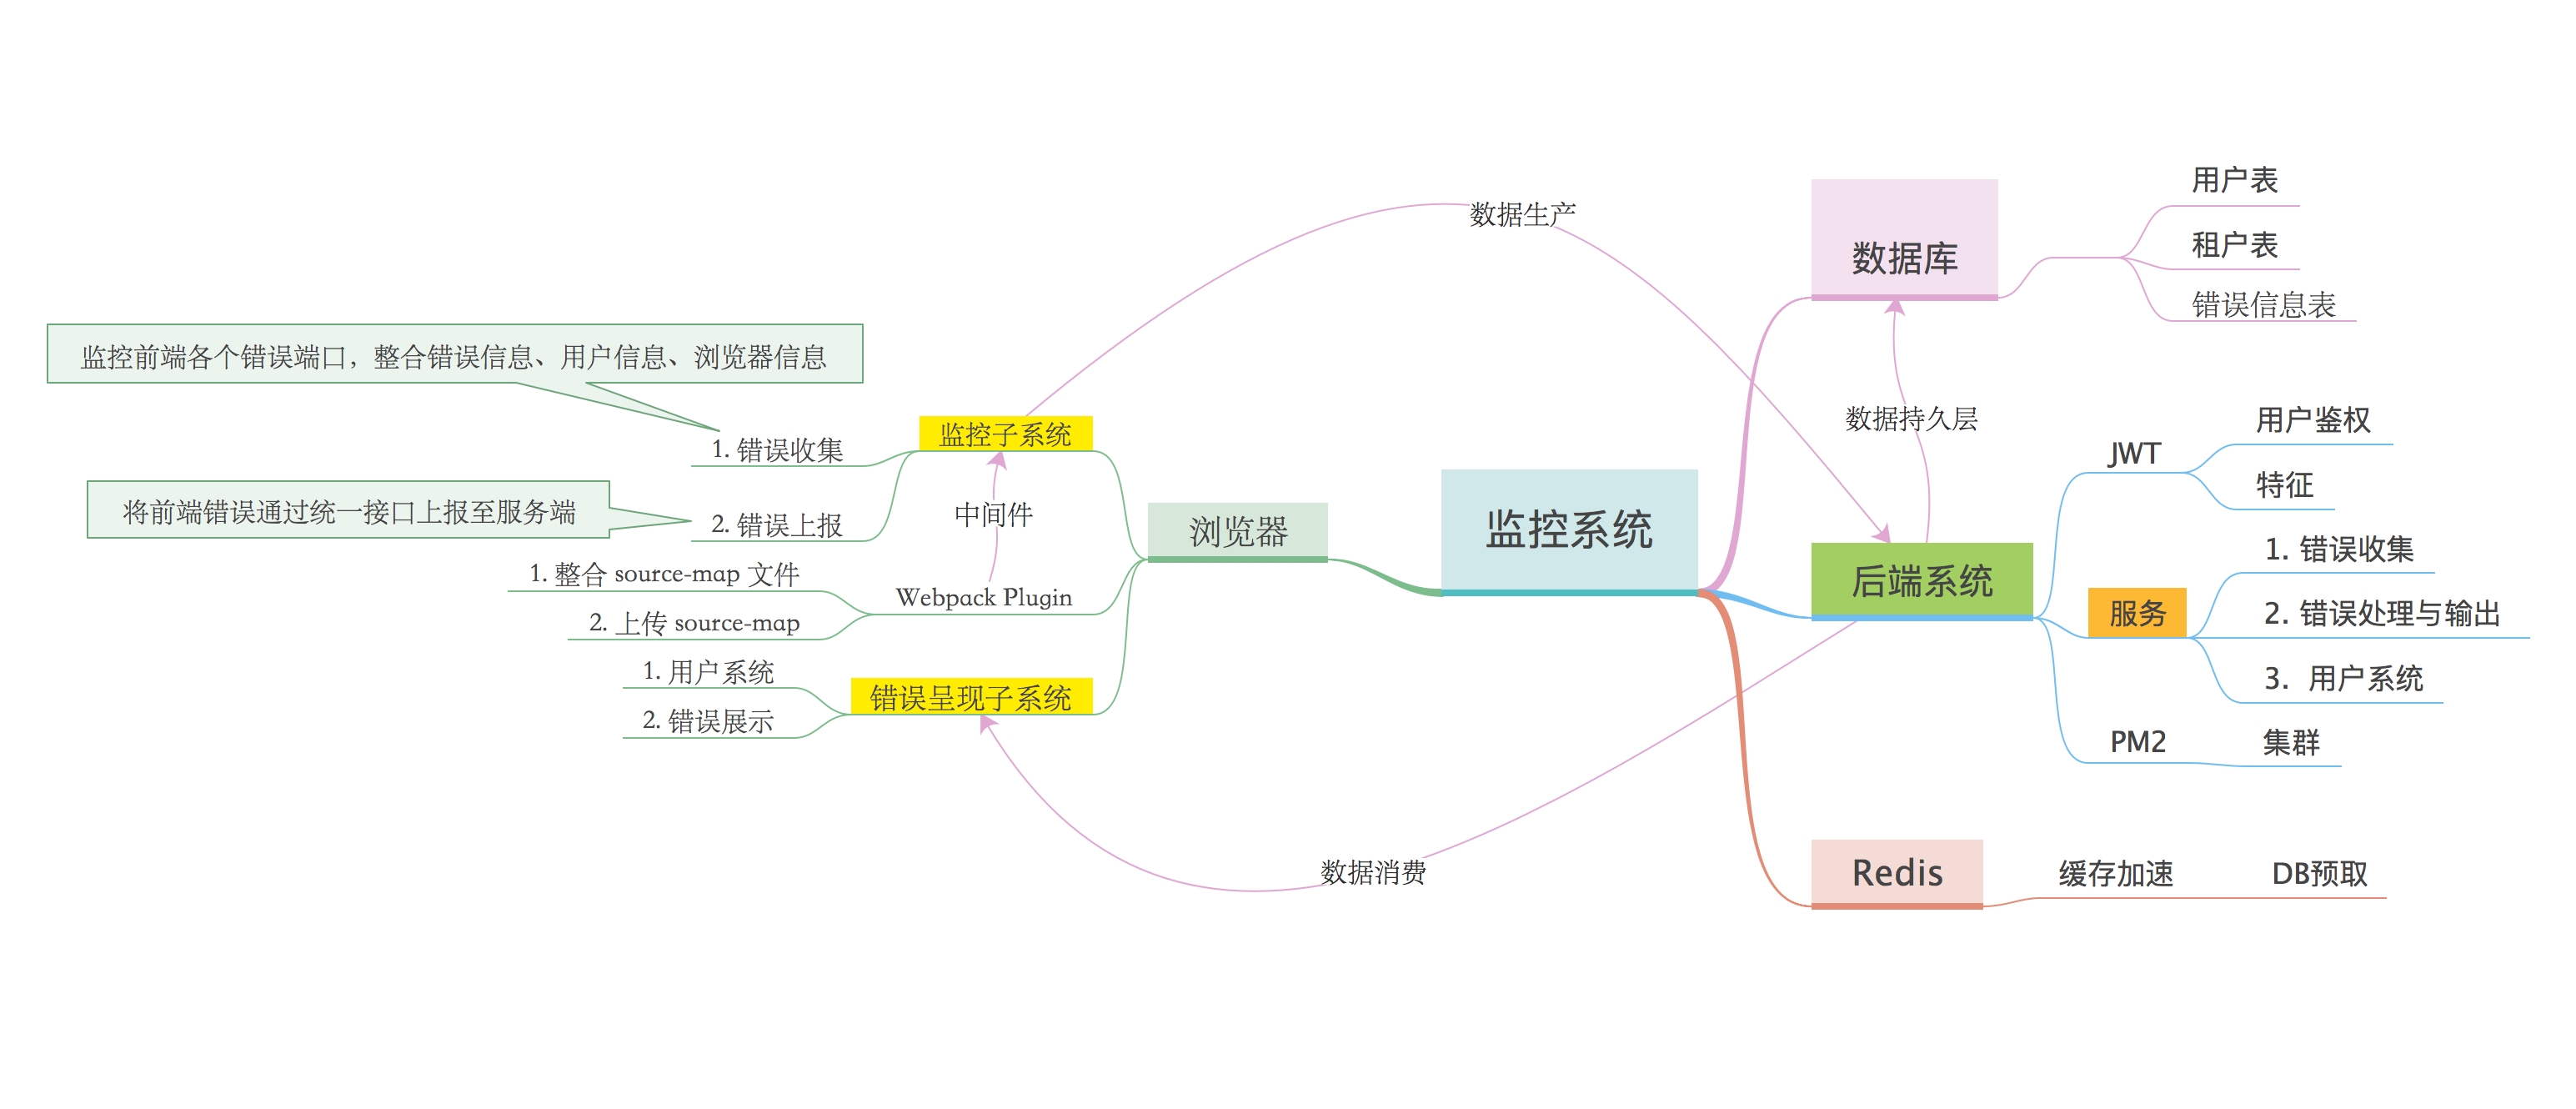 监控系统
浏览器
监控子系统
1. 错误收集
监控前端各个错误端口，整合错误信息、用户信息、浏览器信息
2. 错误上报
将前端错误通过统一接口上报至服务端
中间件
Webpack Plugin
1. 整合 source-map 文件
2. 上传 source-map
错误呈现子系统
1. 用户系统
2. 错误展示
数据生产
数据持久层
数据消费
数据库
用户表
租户表
错误信息表
后端系统
JWT
用户鉴权
特征
服务
1. 错误收集
2. 错误处理与输出
3. 用户系统
PM2
集群
Redis
缓存加速
DB预取